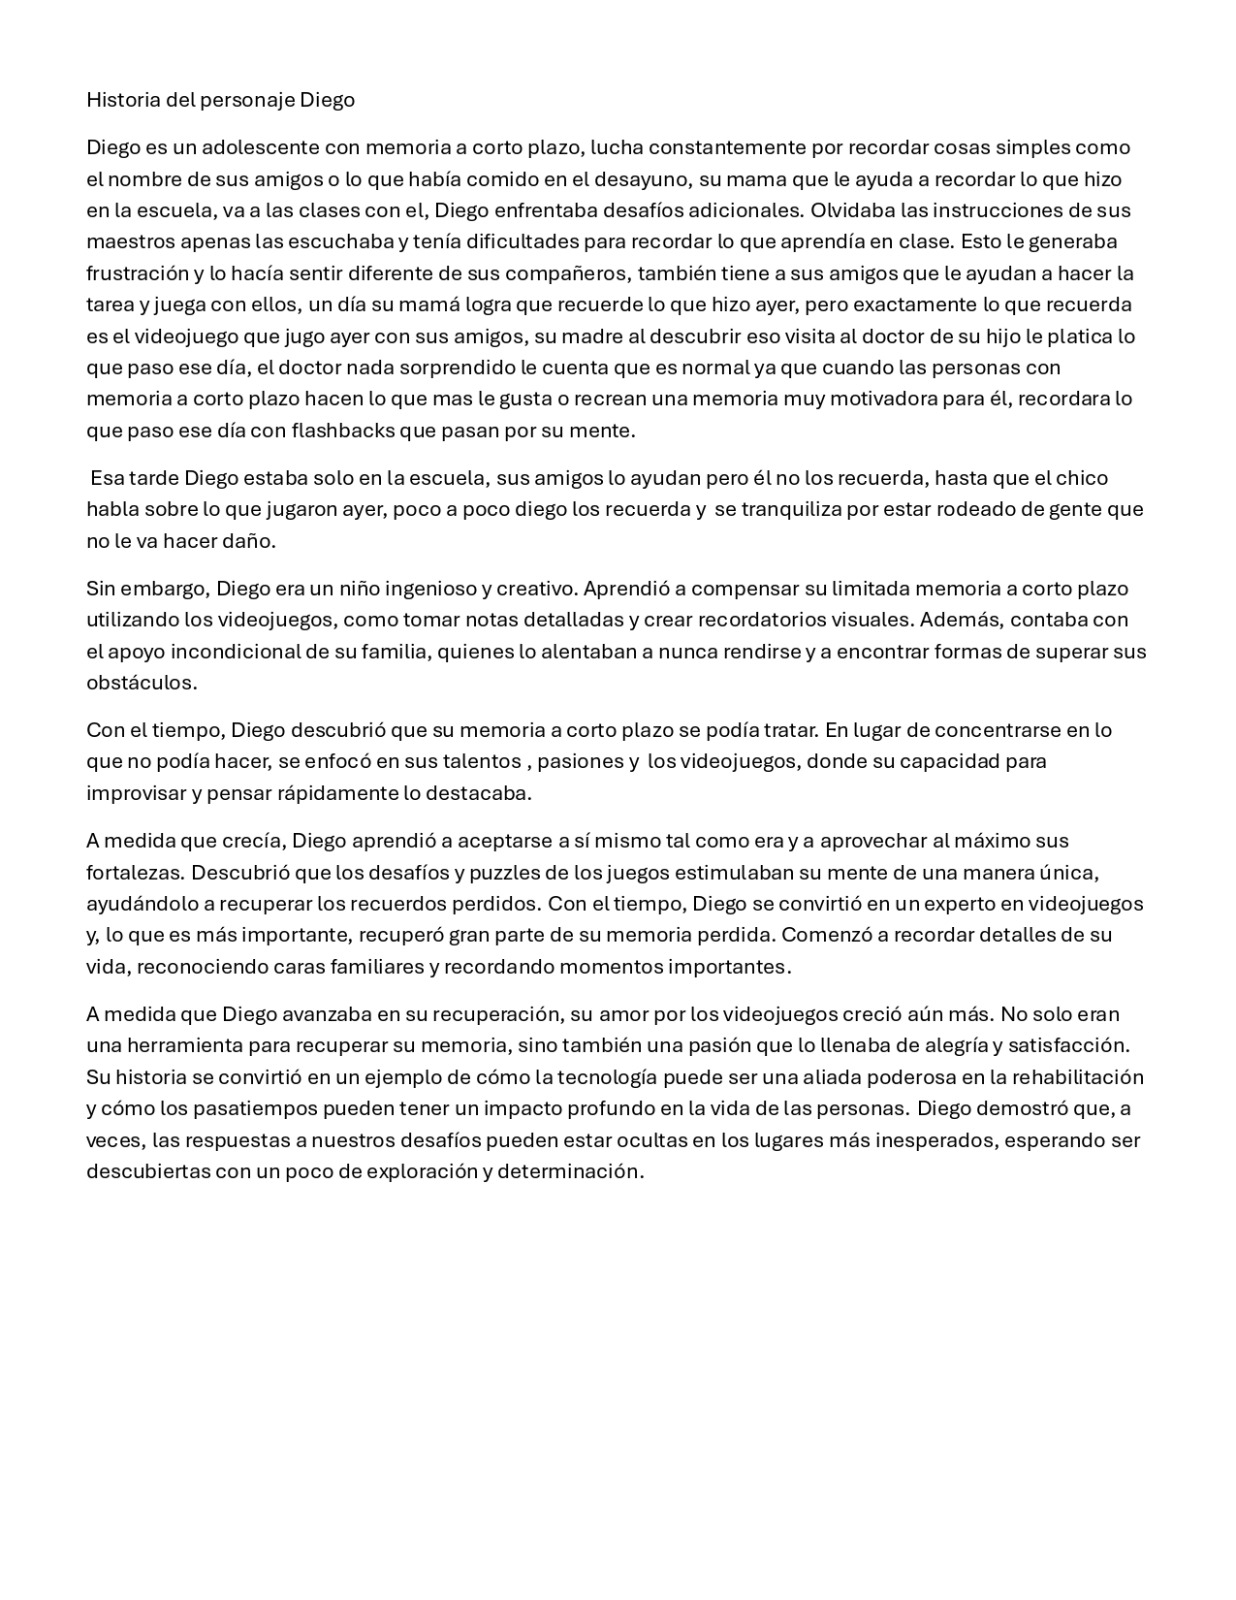 Historia del personaje Diego
Diego es un adolescente con memoria a corto plazo, lucha constantemente por recordar cosas simples como
el nombre de sus amigos o lo que había comido en el desayuno, su mama que le ayuda a recordar lo que hizo
en la escuela, va a las clases con el, Diego enfrentaba desafíos adicionales. Olvidaba las instrucciones de sus
maestros apenas las escuchaba y tenía dificultades para recordar lo que aprendía en clase. Esto le generaba
frustración y lo hacía sentir diferente de sus compañeros, también tiene a sus amigos que le ayudan a hacer la
tarea y juega con ellos, un día su mamá logra que recuerde lo que hizo ayer, pero exactamente lo que recuerda
es el videojuego que jugo ayer con sus amigos, su madre al descubrir eso visita al doctor de su hijo le platica lo
que paso ese día, el doctor nada sorprendido le cuenta que es normal ya que cuando las personas con
memoria a corto plazo hacen lo que mas le gusta o recrean una memoria muy motivadora para él, recordara lo
que paso ese día con flashbacks que pasan por su mente.
Esa tarde Diego estaba solo en la escuela, sus amigos lo ayudan pero él no los recuerda, hasta que el chico
habla sobre lo que jugaron ayer, poco a poco diego los recuerda y se tranquiliza por estar rodeado de gente que
no le va hacer daño.
Sin embargo, Diego era un niño ingenioso y creativo. Aprendió a compensar su limitada memoria a corto plazo
utilizando los videojuegos, como tomar notas detalladas y crear recordatorios visuales. Además, contaba con
el apoyo incondicional de su familia, quienes lo alentaban a nunca rendirse y a encontrar formas de superar sus
obstáculos.
Con el tiempo, Diego descubrió que su memoria a corto plazo se podía tratar. En lugar de concentrarse en lo
que no podía hacer, se enfocó en sus talentos , pasiones y los videojuegos, donde su capacidad para
improvisar y pensar rápidamente lo destacaba.
A medida que crecía, Diego aprendió a aceptarse a sí mismo tal como era y a aprovechar al máximo sus
fortalezas. Descubrió que los desafíos y puzzles de los juegos estimulaban su mente de una manera única,
ayudándolo a recuperar los recuerdos perdidos. Con el tiempo, Diego se convirtió en un experto en videojuegos
y, lo que es más importante, recuperó gran parte de su memoria perdida. Comenzó a recordar detalles de su
vida, reconociendo caras familiares y recordando momentos importantes.
A medida que Diego avanzaba en su recuperación, su amor por los videojuegos creció aún más. No solo eran
una herramienta para recuperar su memoria, sino también una pasión que lo llenaba de alegría y satisfacción.
Su historia se convirtió en un ejemplo de cómo la tecnología puede ser una aliada poderosa en la rehabilitación
y cómo los pasatiempos pueden tener un impacto profundo en la vida de las personas. Diego demostró que, a
veces, las respuestas a nuestros desafíos pueden estar ocultas en los lugares más inesperados, esperando ser
descubiertas con un poco de exploración y determinación.